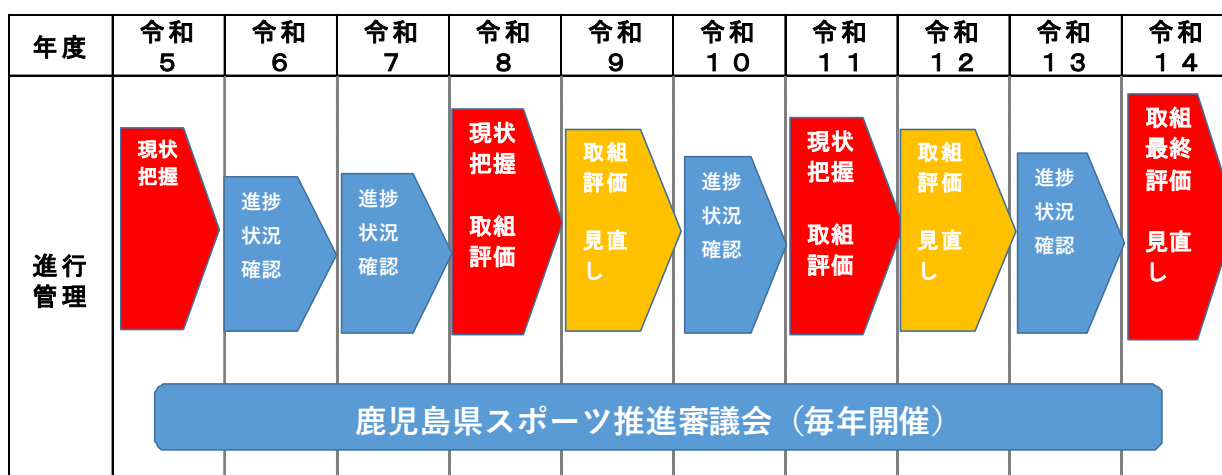 年度
令和
５
令和
６
令和
７
令和
８
令和
９
令和
１０
令和
１１
令和
１２
令和
１３
令和
１４
進行
管理
現状
把握
進捗
状況
確認
進捗
状況
確認
現状
把握
取組
評価
取組
評価
見直
し
進捗
状況
確認
現状
把握
取組
評価
取組
評価
見直
し
進捗
状況
確認
取組
最終
評価
見直
し
鹿児島県スポーツ推進審議会（毎年開催）